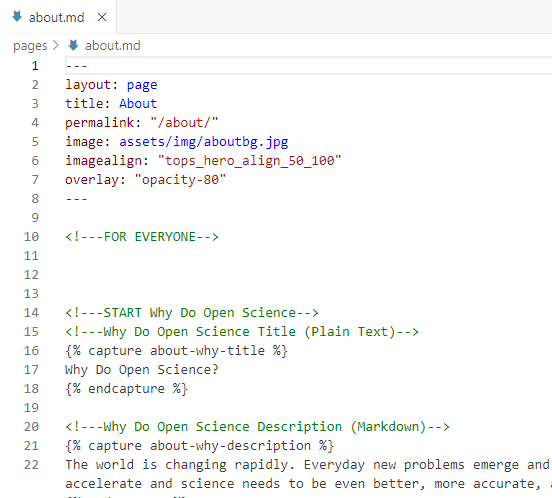 about.md
pages > about.md
1 ---
2 layout: page
3 title: About
4 permalink: "/about/"
5 image: assets/img/aboutbg.jpg
6 imagealign: "tops_hero_align_50_100"
7 overlay: "opacity-80"
8 ---
9
10 <!---FOR EVERYONE-->
11
12
13
14 <!---START Why Do Open Science-->
15 <!---Why Do Open Science Title (Plain Text)-->
16 {% capture about-why-title %}
17 Why Do Open Science?
18 {% endcapture %}
19
20 <!---Why Do Open Science Description (Markdown)-->
21 {% capture about-why-description %}
22 The world is changing rapidly. Everyday new problems emerge and
accelerate and science needs to be even better, more accurate,